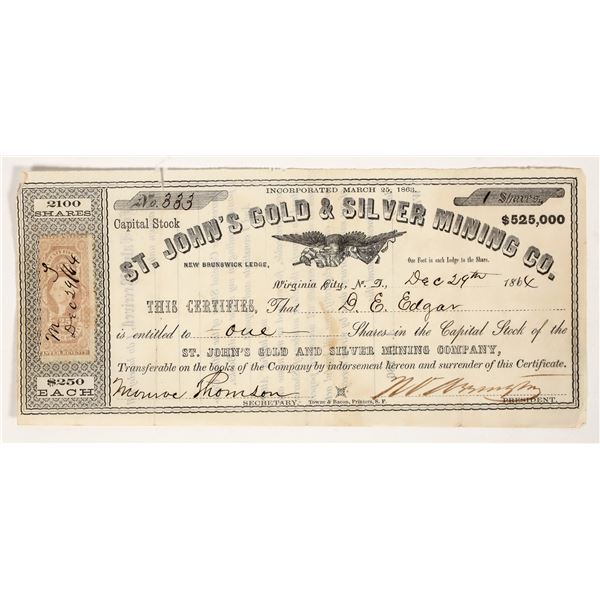 2100
SHARES
$250
EACH
M. T.
Dec 29/64
INCORPORATED MARCH 25, 1863.
No. 333
1 Shares.
Capital Stock
$525,000
ST. JOHN'S GOLD & SILVER MINING CO.
NEW BRUNSWICK LEDGE,
One Foot in each Ledge to the Share.
Virginia City, N. T., Dec 29th 1864
THIS CERTIFIES, That D. E. Edgar
is entitled to one Shares in the Capital Stock of the
ST. JOHN'S GOLD AND SILVER MINING COMPANY,
Transferable on the books of the Company by indorsement hereon and surrender of this Certificate.
Monroe Thomson
SECRETARY.
Towne & Bacon, Printers, S. F.
PRESIDENT.